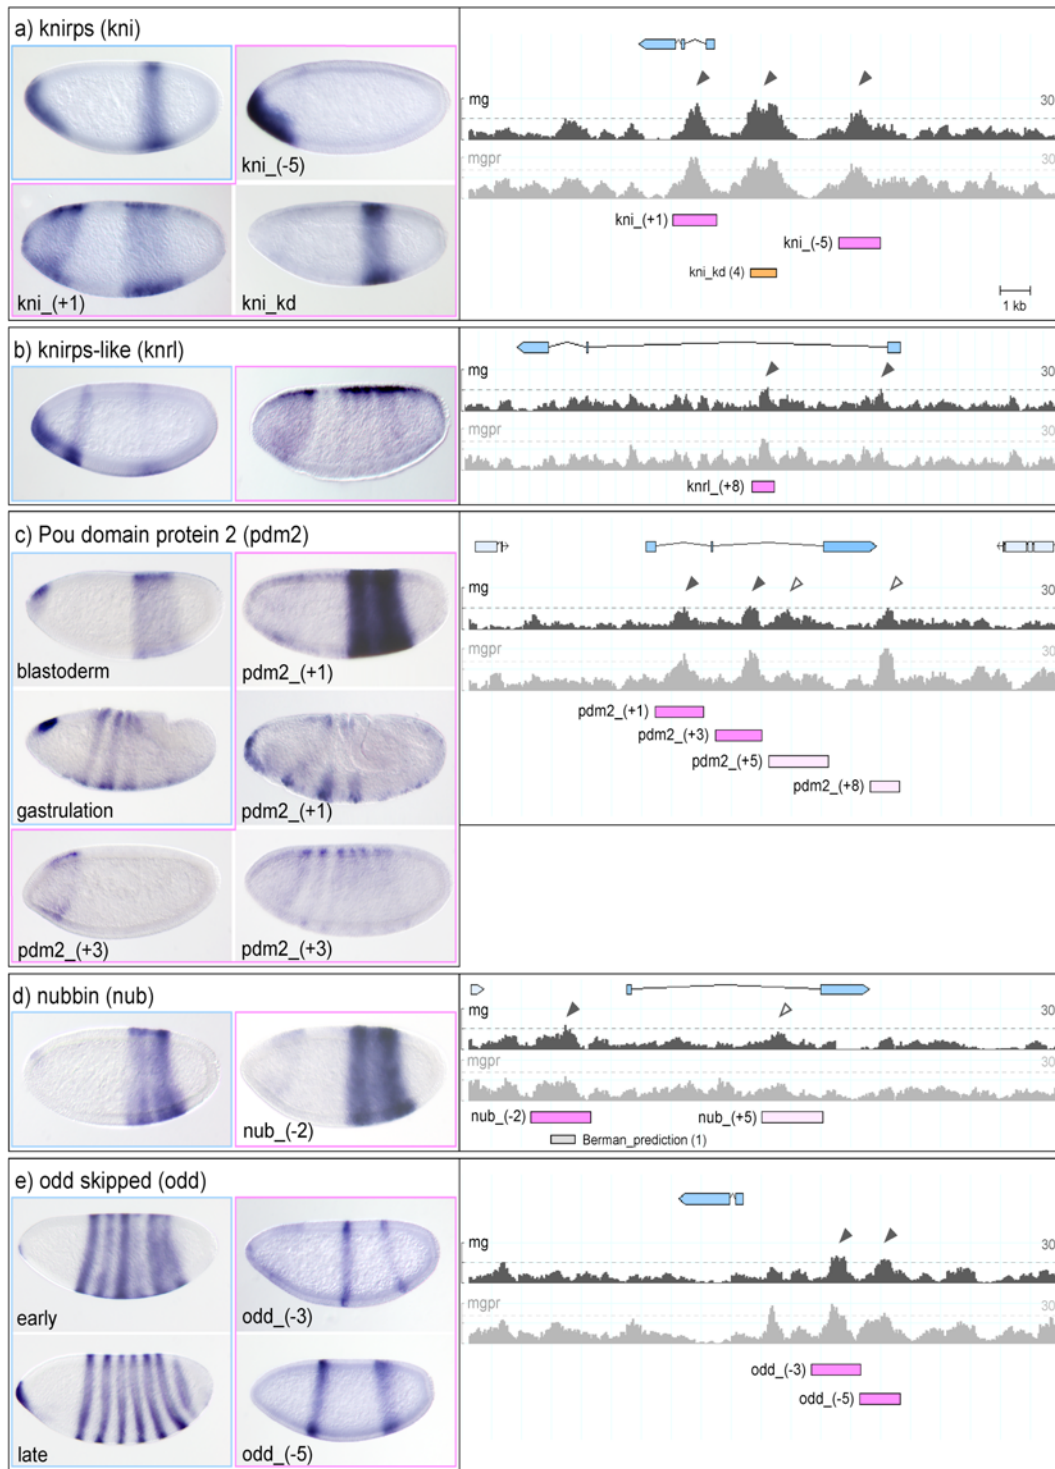 a) knirps (kni)
kni_(-5)
kni_(+1)
kni_kd
mg
30
mgpr
30
kni_(+1)
kni_(-5)
kni_kd (4)
1 kb
b) knirps-like (knrl)
mg
30
mgpr
30
knrl_(+8)
c) Pou domain protein 2 (pdm2)
blastoderm
pdm2_(+1)
gastrulation
pdm2_(+1)
pdm2_(+3)
pdm2_(+3)
mg
30
mgpr
30
pdm2_(+1)
pdm2_(+3)
pdm2_(+5)
pdm2_(+8)
d) nubbin (nub)
nub_(-2)
mg
30
mgpr
30
nub_(-2)
nub_(+5)
Berman_prediction (1)
e) odd skipped (odd)
early
odd_(-3)
late
odd_(-5)
mg
30
mgpr
30
odd_(-3)
odd_(-5)